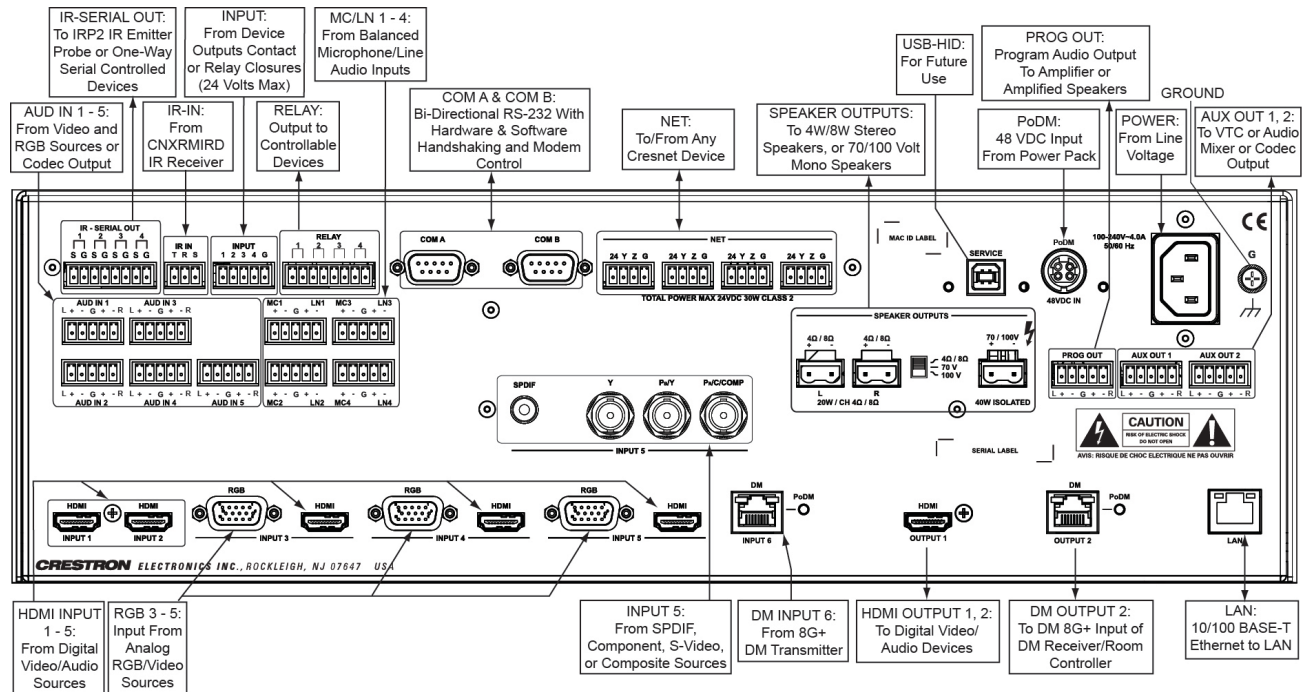 IR-SERIAL OUT:
To IRP2 IR Emitter
Probe or One-Way
Serial Controlled
Devices
INPUT:
From Device
Outputs Contact
or Relay Closures
(24 Volts Max)
MC/LN 1 - 4:
From Balanced
Microphone/Line
Audio Inputs
USB-HID:
For Future
Use
PROG OUT:
Program Audio Output
To Amplifier or
Amplified Speakers
AUD IN 1 - 5:
From Video and
RGB Sources or
Codec Output
IR-IN:
From
CNXRMIRD
IR Receiver
RELAY:
Output to
Controllable
Devices
COM A & COM B:
Bi-Directional RS-232 With
Hardware & Software
Handshaking and Modem
Control
NET:
To/From Any
Cresnet Device
SPEAKER OUTPUTS:
To 4W/8W Stereo
Speakers, or 70/100 Volt
Mono Speakers
PoDM:
48 VDC Input
From Power Pack
GROUND
POWER:
From Line
Voltage
AUX OUT 1, 2:
To VTC or Audio
Mixer or Codec
Output
IR - SERIAL OUT
1 2 3 4
S G S G S G S G
IR IN
T R S
INPUT
1 2 3 4 G
RELAY
1 2 3 4
COM A
COM B
NET
24 Y Z G 24 Y Z G 24 Y Z G 24 Y Z G
TOTAL POWER MAX 24VDC 30W CLASS 2
MAC ID LABEL
SERVICE
PoDM
48VDC IN
100-240V~4.0A
50/60 Hz
CE
G
AUD IN 1 AUD IN 3
L + - G + - R L + - G + - R
MC1 LN1 MC3 LN3
+ - G + - + - G + -
L + - G + - R L + - G + - R L + - G + - R
AUD IN 2 AUD IN 4 AUD IN 5
+ - G + - + - G + -
MC2 LN2 MC4 LN4
SPEAKER OUTPUTS
4Ω / 8Ω 4Ω / 8Ω 70 / 100V
+ - + - + -
4Ω / 8Ω
70 V
100 V
L R
20W / CH 4Ω / 8Ω
40W ISOLATED
PROG OUT AUX OUT 1 AUX OUT 2
L + - G + - R L + - G + - R L + - G + - R
SPDIF Y PB/Y PR/C/COMP
INPUT 5
SERIAL LABEL
CAUTION
RISK OF ELECTRIC SHOCK
DO NOT OPEN
AVIS: RISQUE DE CHOC ELECTRIQUE NE PAS OUVRIR
HDMI HDMI RGB HDMI RGB HDMI RGB HDMI
INPUT 1 INPUT 2 INPUT 3 INPUT 4 INPUT 5
DM PoDM
INPUT 6
HDMI
OUTPUT 1
DM PoDM
OUTPUT 2
LAN
CRESTRON ELECTRONICS INC., ROCKLEIGH, NJ 07647 USA
HDMI INPUT
1 - 5:
From Digital
Video/Audio
Sources
RGB 3 - 5:
Input From
Analog
RGB/Video
Sources
INPUT 5:
From SPDIF,
Component, S-Video,
or Composite Sources
DM INPUT 6:
From 8G+
DM Transmitter
HDMI OUTPUT 1, 2:
To Digital Video/
Audio Devices
DM OUTPUT 2:
To DM 8G+ Input of
DM Receiver/Room
Controller
LAN:
10/100 BASE-T
Ethernet to LAN